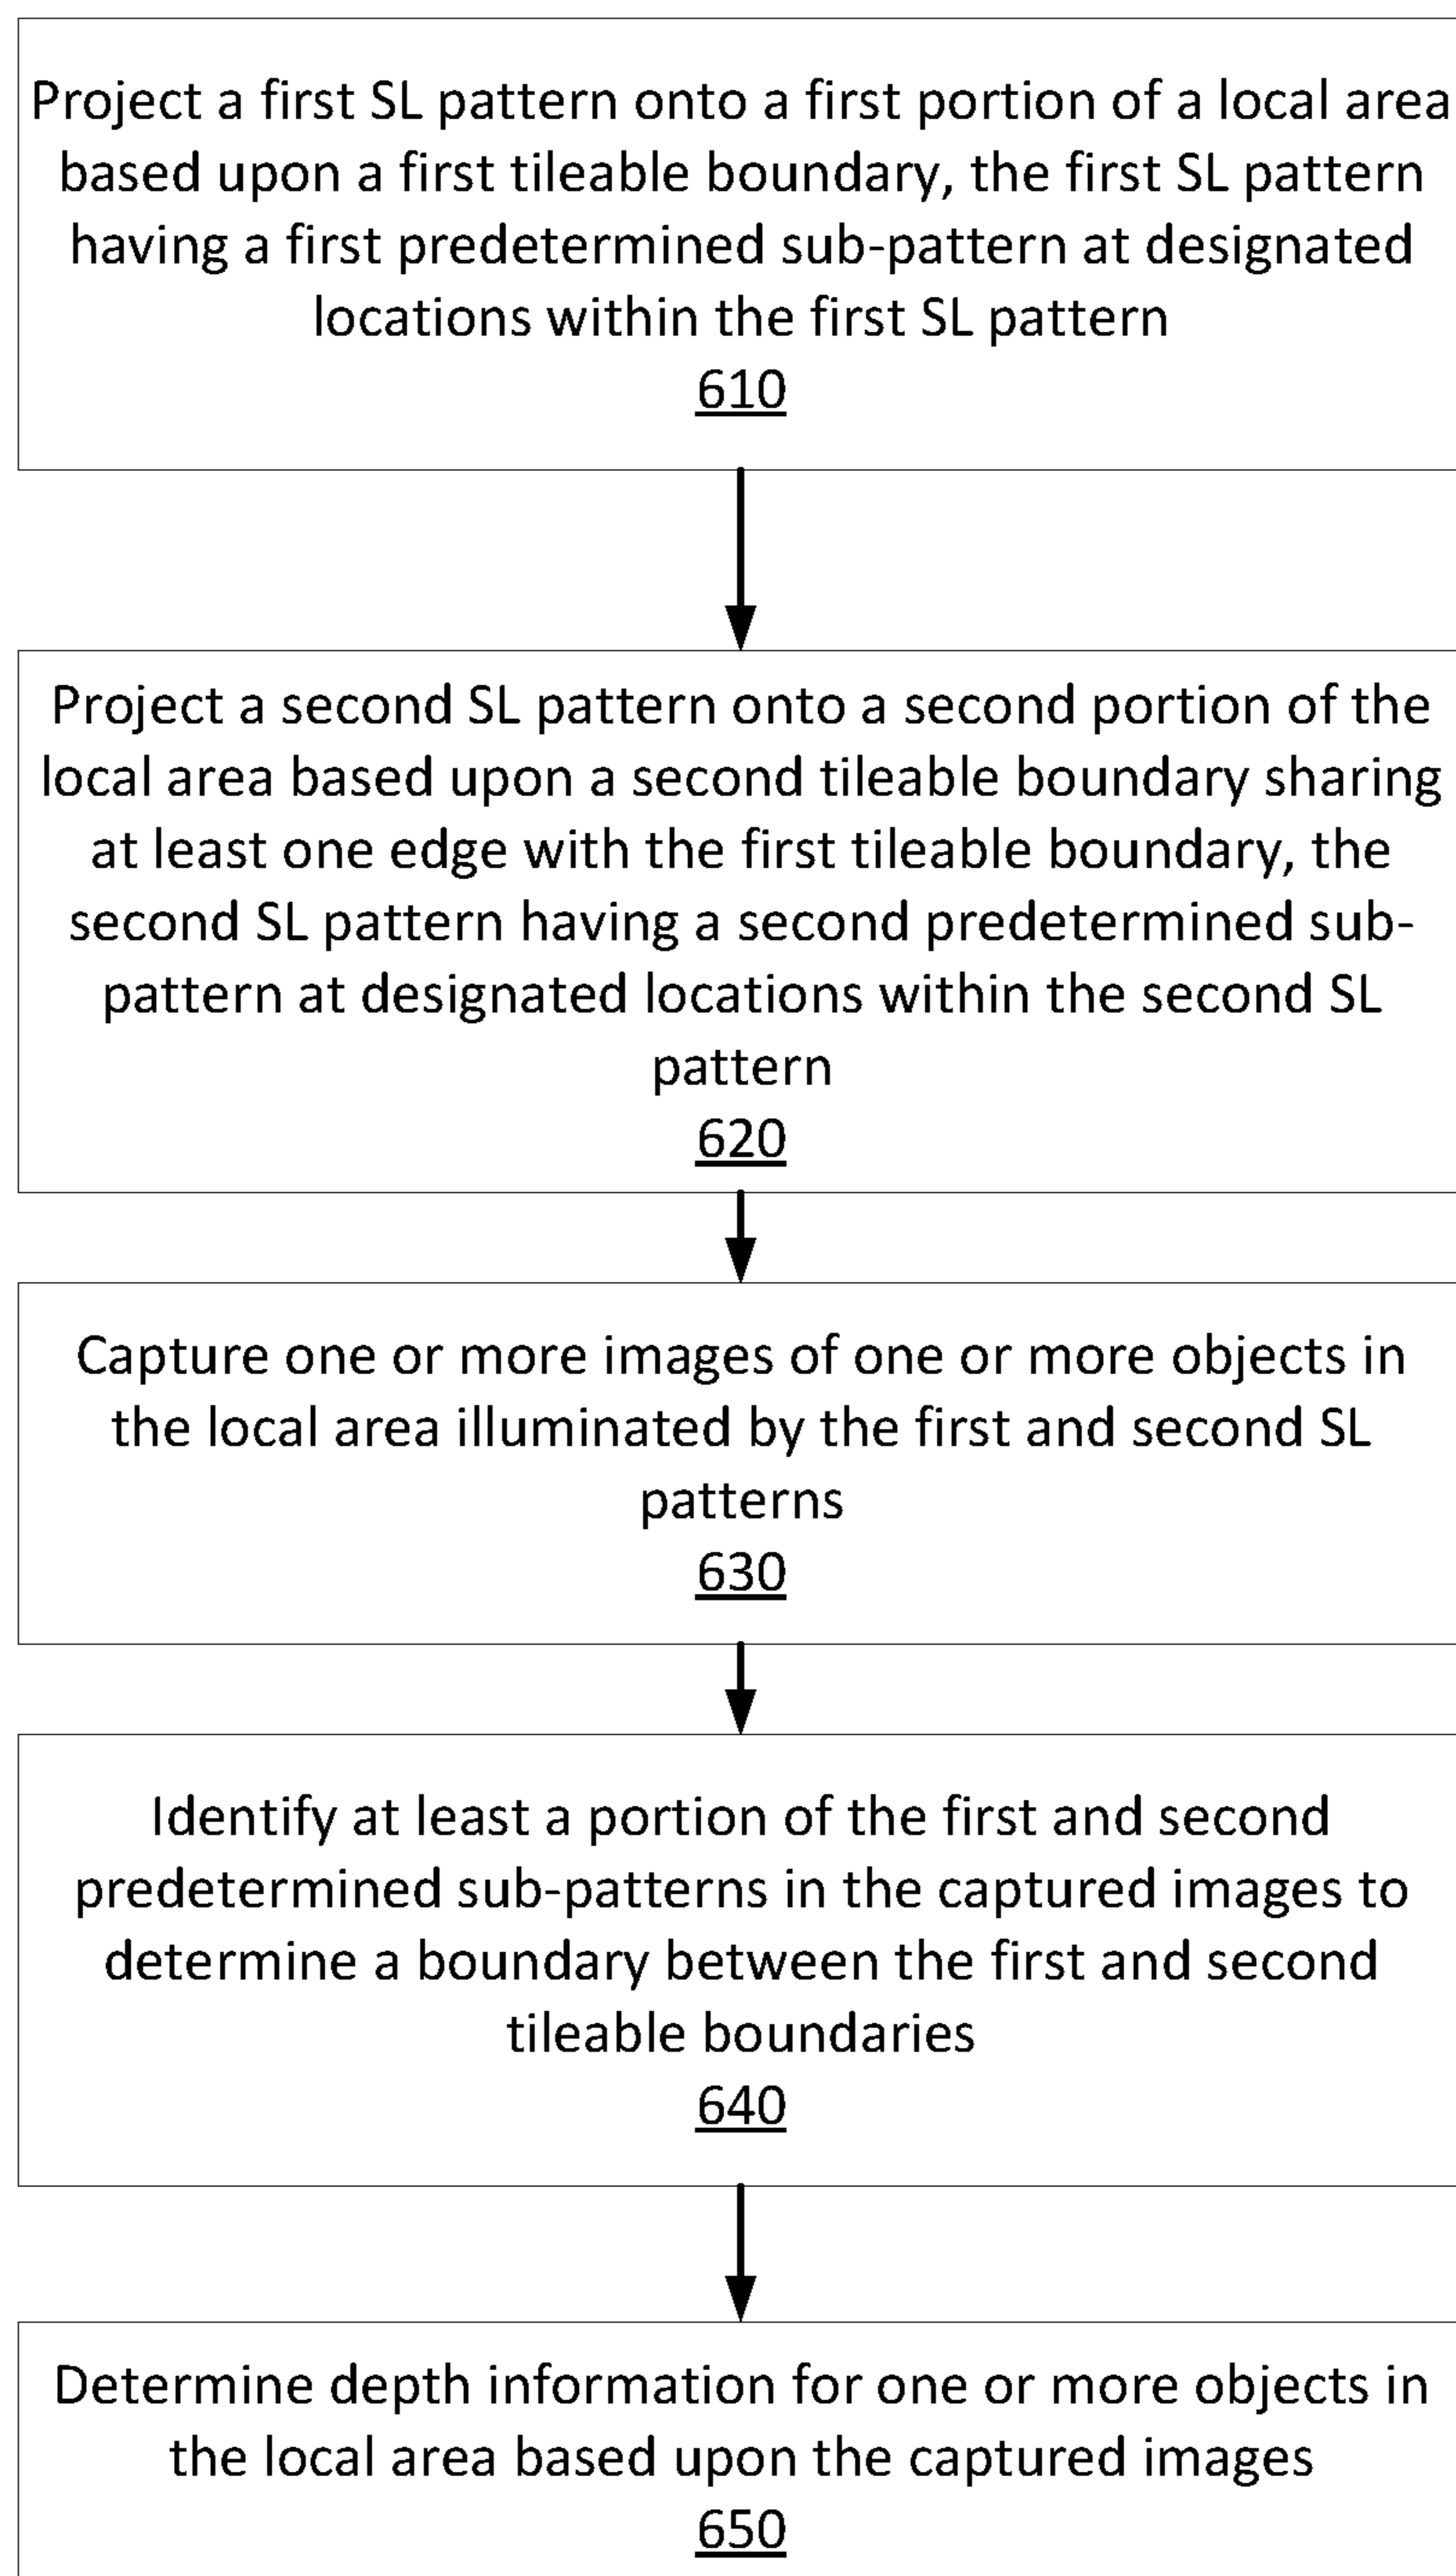 Project a first SL pattern onto a first portion of a local area
based upon a first tileable boundary, the first SL pattern
having a first predetermined sub-pattern at designated
locations within the first SL pattern
610
Project a second SL pattern onto a second portion of the
local area based upon a second tileable boundary sharing
at least one edge with the first tileable boundary, the
second SL pattern having a second predetermined sub-
pattern at designated locations within the second SL
pattern
620
Capture one or more images of one or more objects in
the local area illuminated by the first and second SL
patterns
630
Identify at least a portion of the first and second
predetermined sub-patterns in the captured images to
determine a boundary between the first and second
tileable boundaries
640
Determine depth information for one or more objects in
the local area based upon the captured images
650